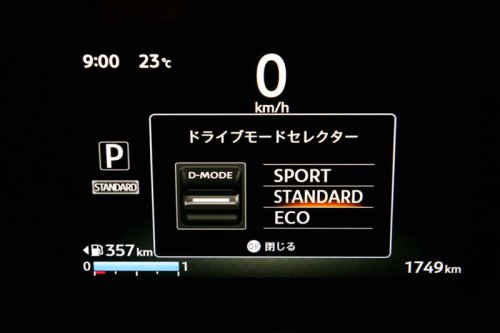 9:00 23℃
0
km/h
ドライブモードセレクター
P
STANDARD
D-MODE
SPORT
STANDARD
ECO
OK 閉じる
357km
0 1
1749km